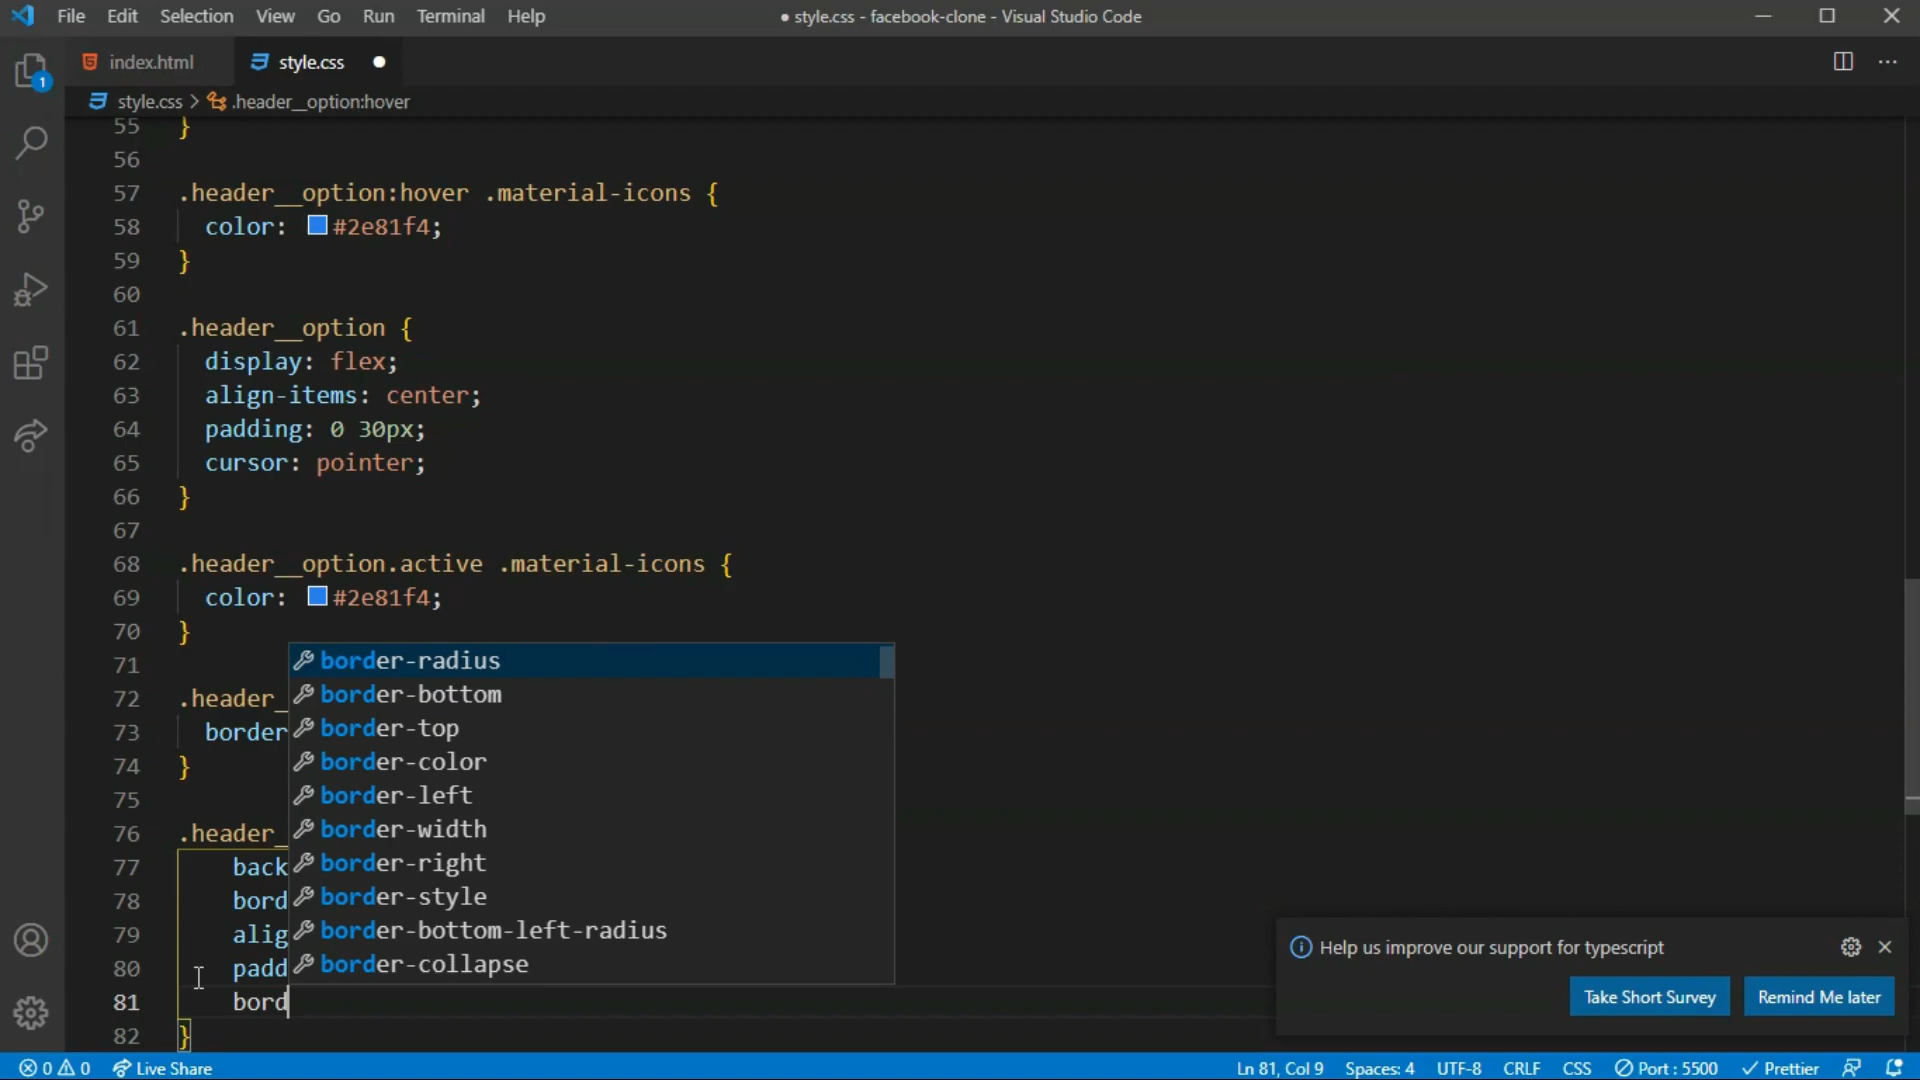 File Edit Selection View Go Run Terminal Help
● style.css - facebook-clone - Visual Studio Code
index.html
style.css ●
style.css > .header__option:hover
55 }
56
57 .header__option:hover .material-icons {
58 color: #2e81f4;
59 }
60
61 .header__option {
62 display: flex;
63 align-items: center;
64 padding: 0 30px;
65 cursor: pointer;
66 }
67
68 .header__option.active .material-icons {
69 color: #2e81f4;
70 }
71
72 .header_
73 border
74 }
75
76 .header_
77 back
78 bord
79 alig
80 padd
81 bord
82 }
border-radius
border-bottom
border-top
border-color
border-left
border-width
border-right
border-style
border-bottom-left-radius
border-collapse
1
Help us improve our support for typescript
Take Short Survey
Remind Me later
0 0 Live Share
Ln 81, Col 9 Spaces: 4 UTF-8 CRLF CSS Port : 5500 Prettier